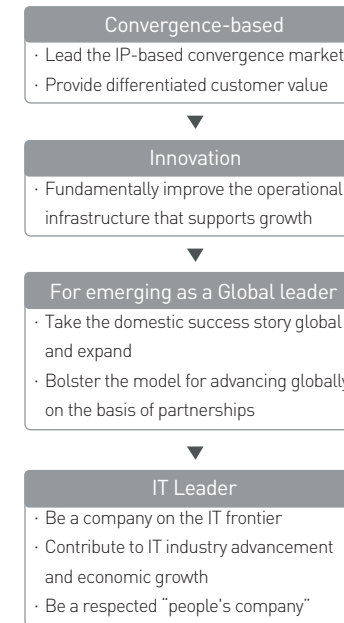 Convergence-based
· Lead the IP-based convergence market
· Provide differentiated customer value
Innovation
· Fundamentally improve the operational
infrastructure that supports growth
For emerging as a Global leader
· Take the domestic success story global
and expand
· Bolster the model for advancing globally
on the basis of partnerships
IT Leader
· Be a company on the IT frontier
· Contribute to IT industry advancement
and economic growth
· Be a respected “people's company”